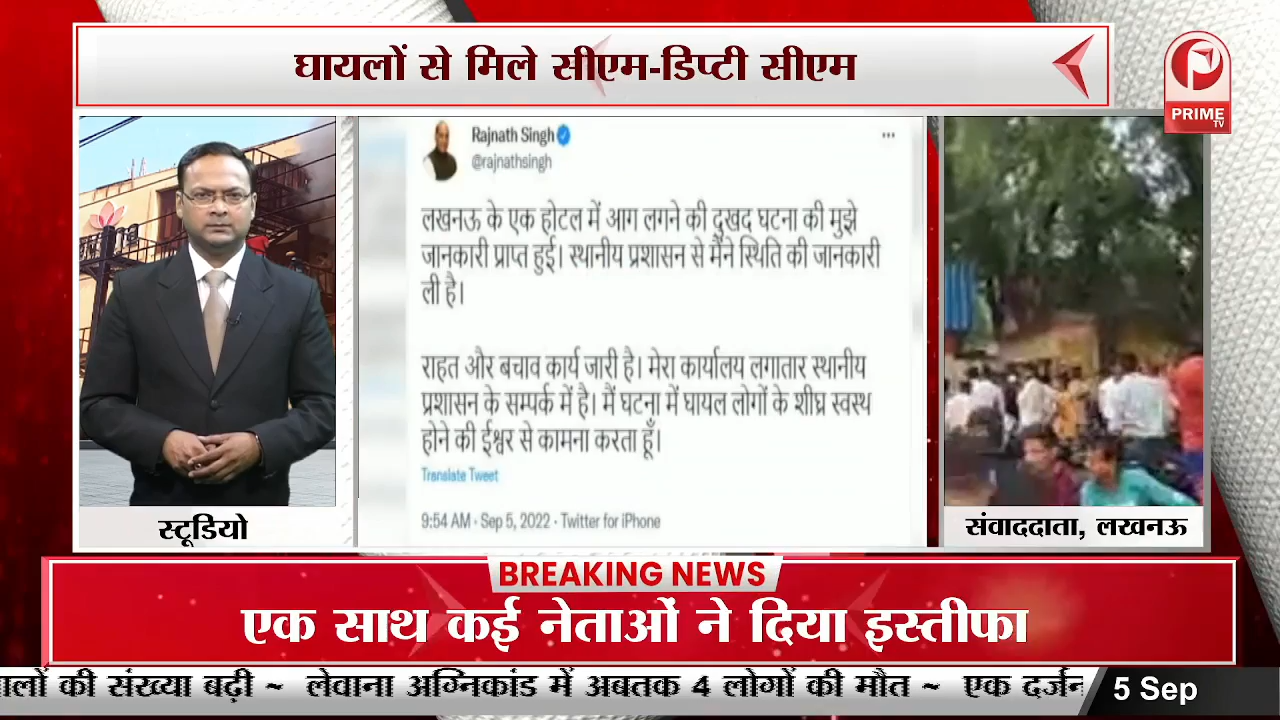 घायलों से मिले सीएम-डिप्टी सीएम
PRIME
TV
Rajnath Singh
@rajnathsingh
लखनऊ के एक होटल में आग लगने की दुखद घटना की मुझे
जानकारी प्राप्त हुई। स्थानीय प्रशासन से मैंने स्थिति की जानकारी
ली है।
राहत और बचाव कार्य जारी है। मेरा कार्यालय लगातार स्थानीय
प्रशासन के सम्पर्क में है। मैं घटना में घायल लोगों के शीघ्र स्वस्थ
होने की ईश्वर से कामना करता हूँ।
Translate Tweet
9:54 AM · Sep 5, 2022 · Twitter for iPhone
स्टूडियो
संवाददाता, लखनऊ
BREAKING NEWS
एक साथ कई नेताओं ने दिया इस्तीफा
की संख्या बढ़ी ~ लेवाना अग्निकांड में अबतक 4 लोगों की मौत ~ एक दर्जन
5 Sep